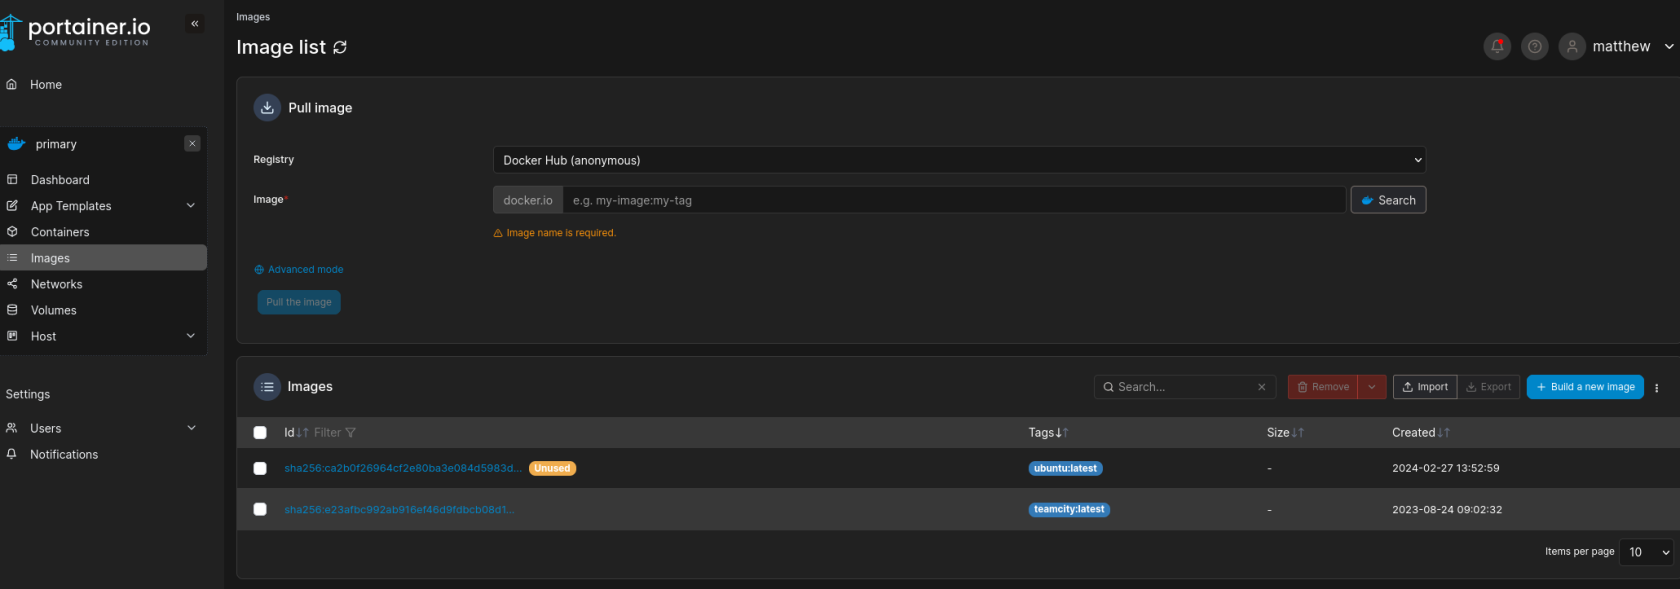 portainer.io
COMMUNITY EDITION
«
Home
primary
Dashboard
App Templates
Containers
Images
Networks
Volumes
Host
Settings
Users
Notifications
Images
Image list
matthew
Pull image
Registry
Docker Hub (anonymous)
Image*
docker.io
e.g. my-image:my-tag
Search
Image name is required.
Advanced mode
Pull the image
Images
Search...
Remove
Import
Export
+ Build a new image
Id Filter Tags Size Created
sha256:ca2b0f26964cf2e80ba3e084d5983d... Unused ubuntu:latest - 2024-02-27 13:52:59
sha256:e23afbc992ab916ef46d9fdbcb08d1... teamcity:latest - 2023-08-24 09:02:32
Items per page 10